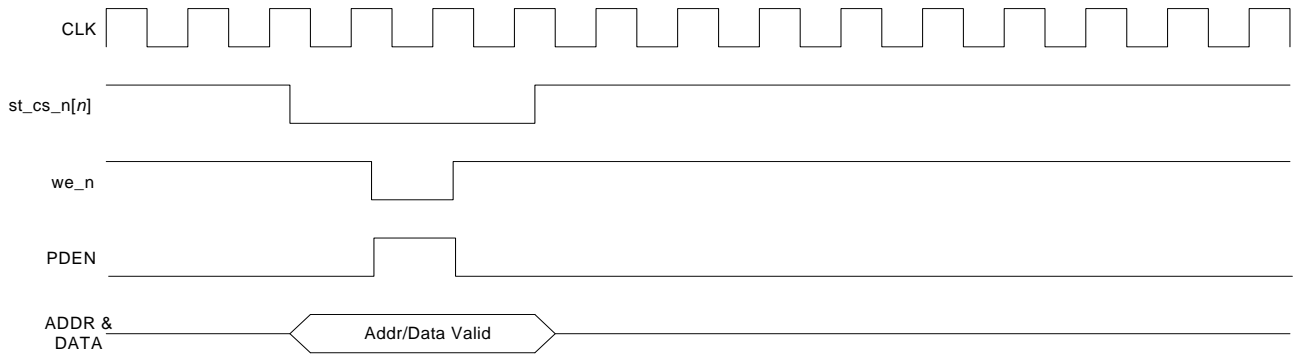 CLK
st_cs_n[n]
we_n
PDEN
ADDR &
DATA
Addr/Data Valid